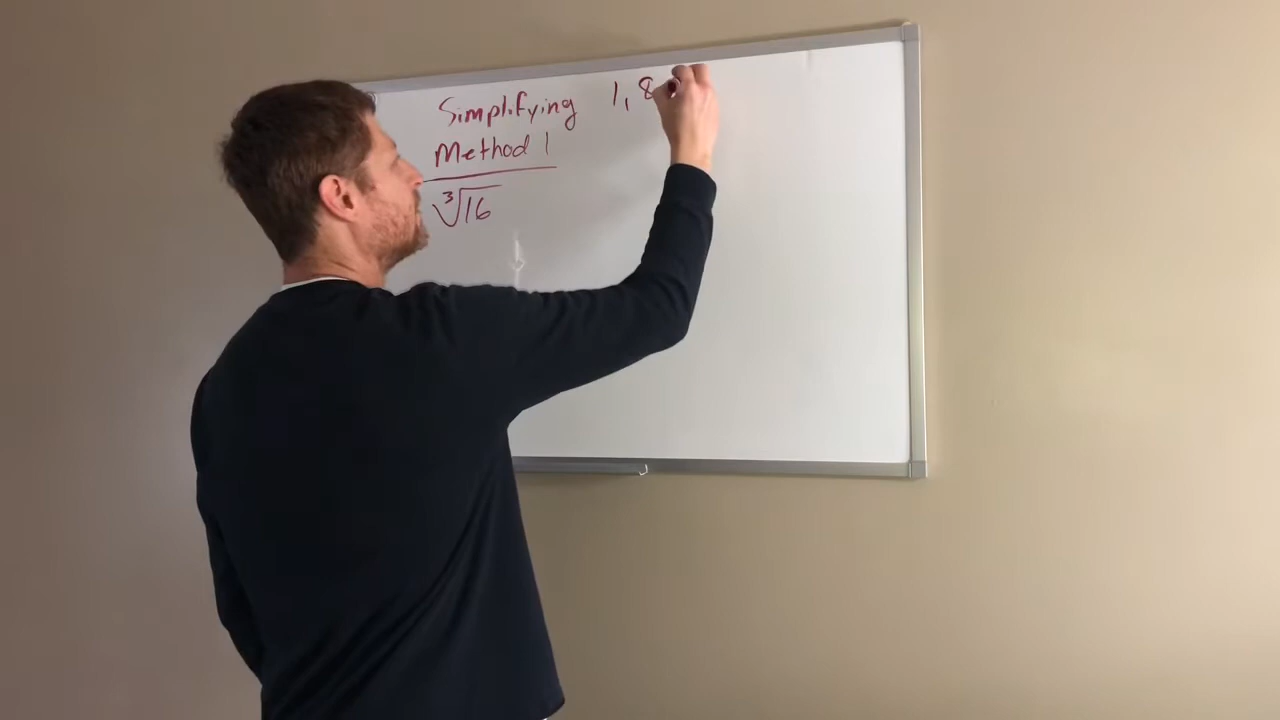 Simplifying
Method 1
∛16
1, 8